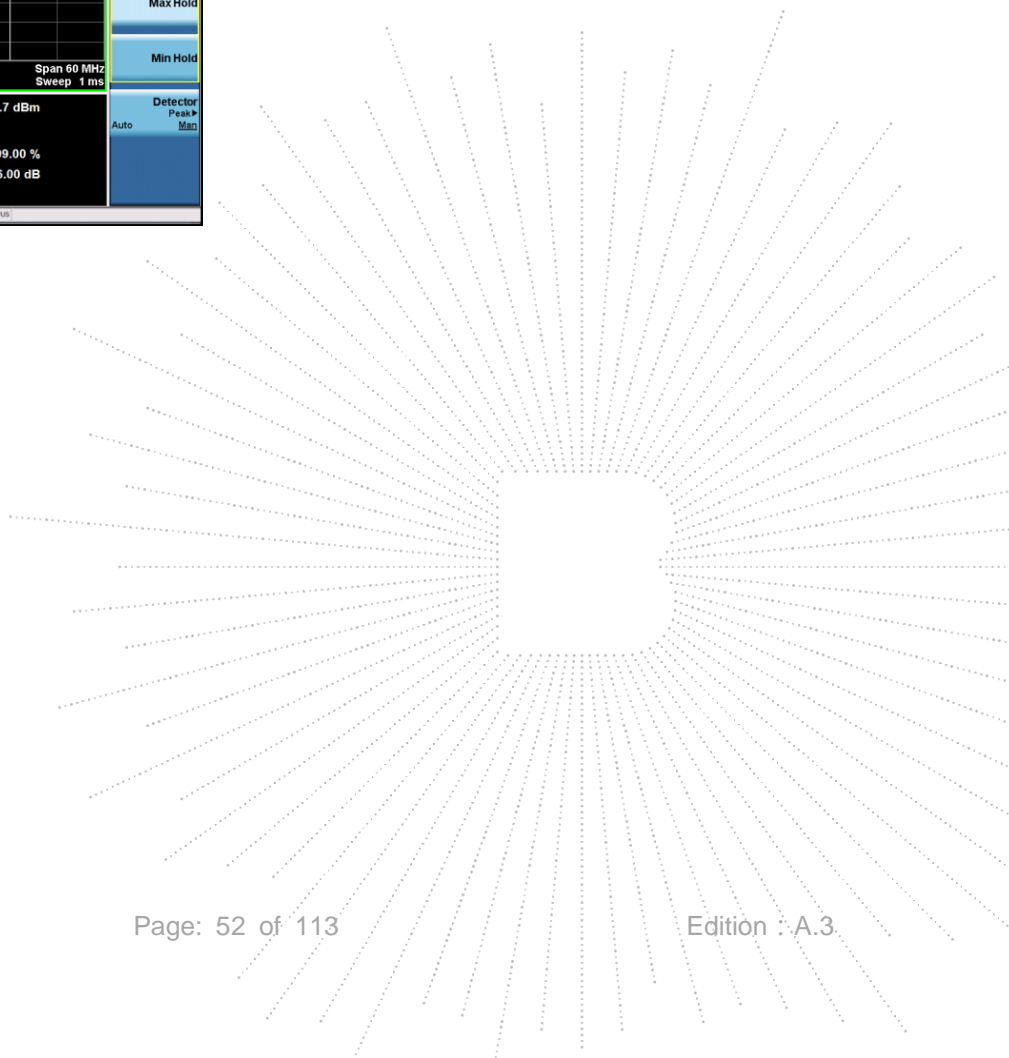 Max Hold
Min Hold
Span 60 MHz
Sweep 1 ms
.7 dBm
Detector
Peak▶
Auto Man
9.00 %
.00 dB
Page: 52 of 113 Edition : A.3